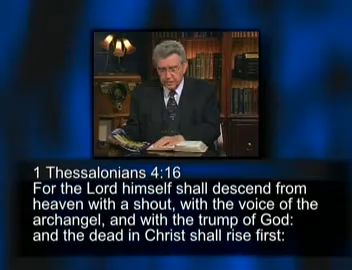 1 Thessalonians 4:16
For the Lord himself shall descend from
heaven with a shout, with the voice of the
archangel, and with the trump of God:
and the dead in Christ shall rise first: